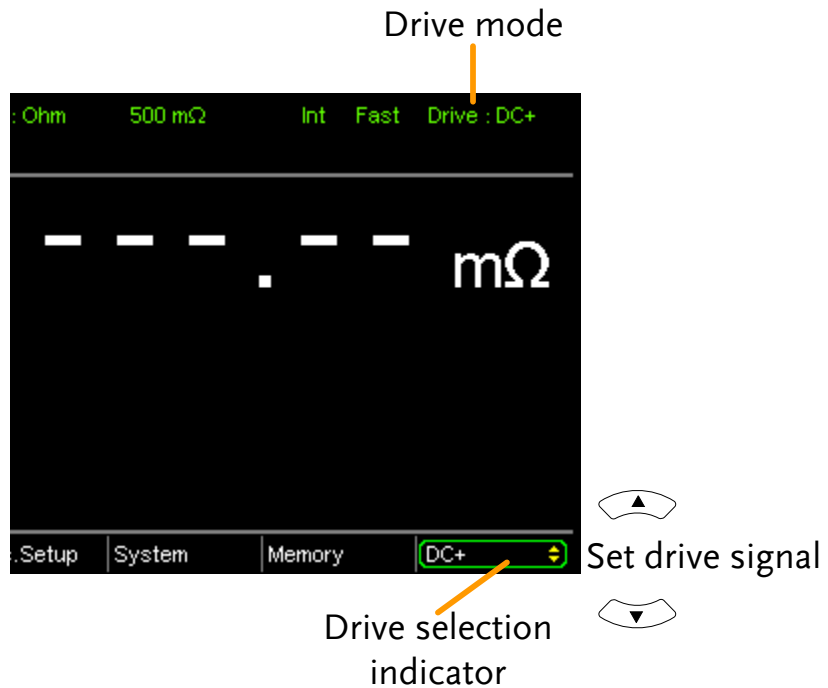 Drive mode
: Ohm 500 mΩ Int Fast Drive : DC+
– – – . – – mΩ
.Setup System Memory DC+
Set drive signal
Drive selection
indicator